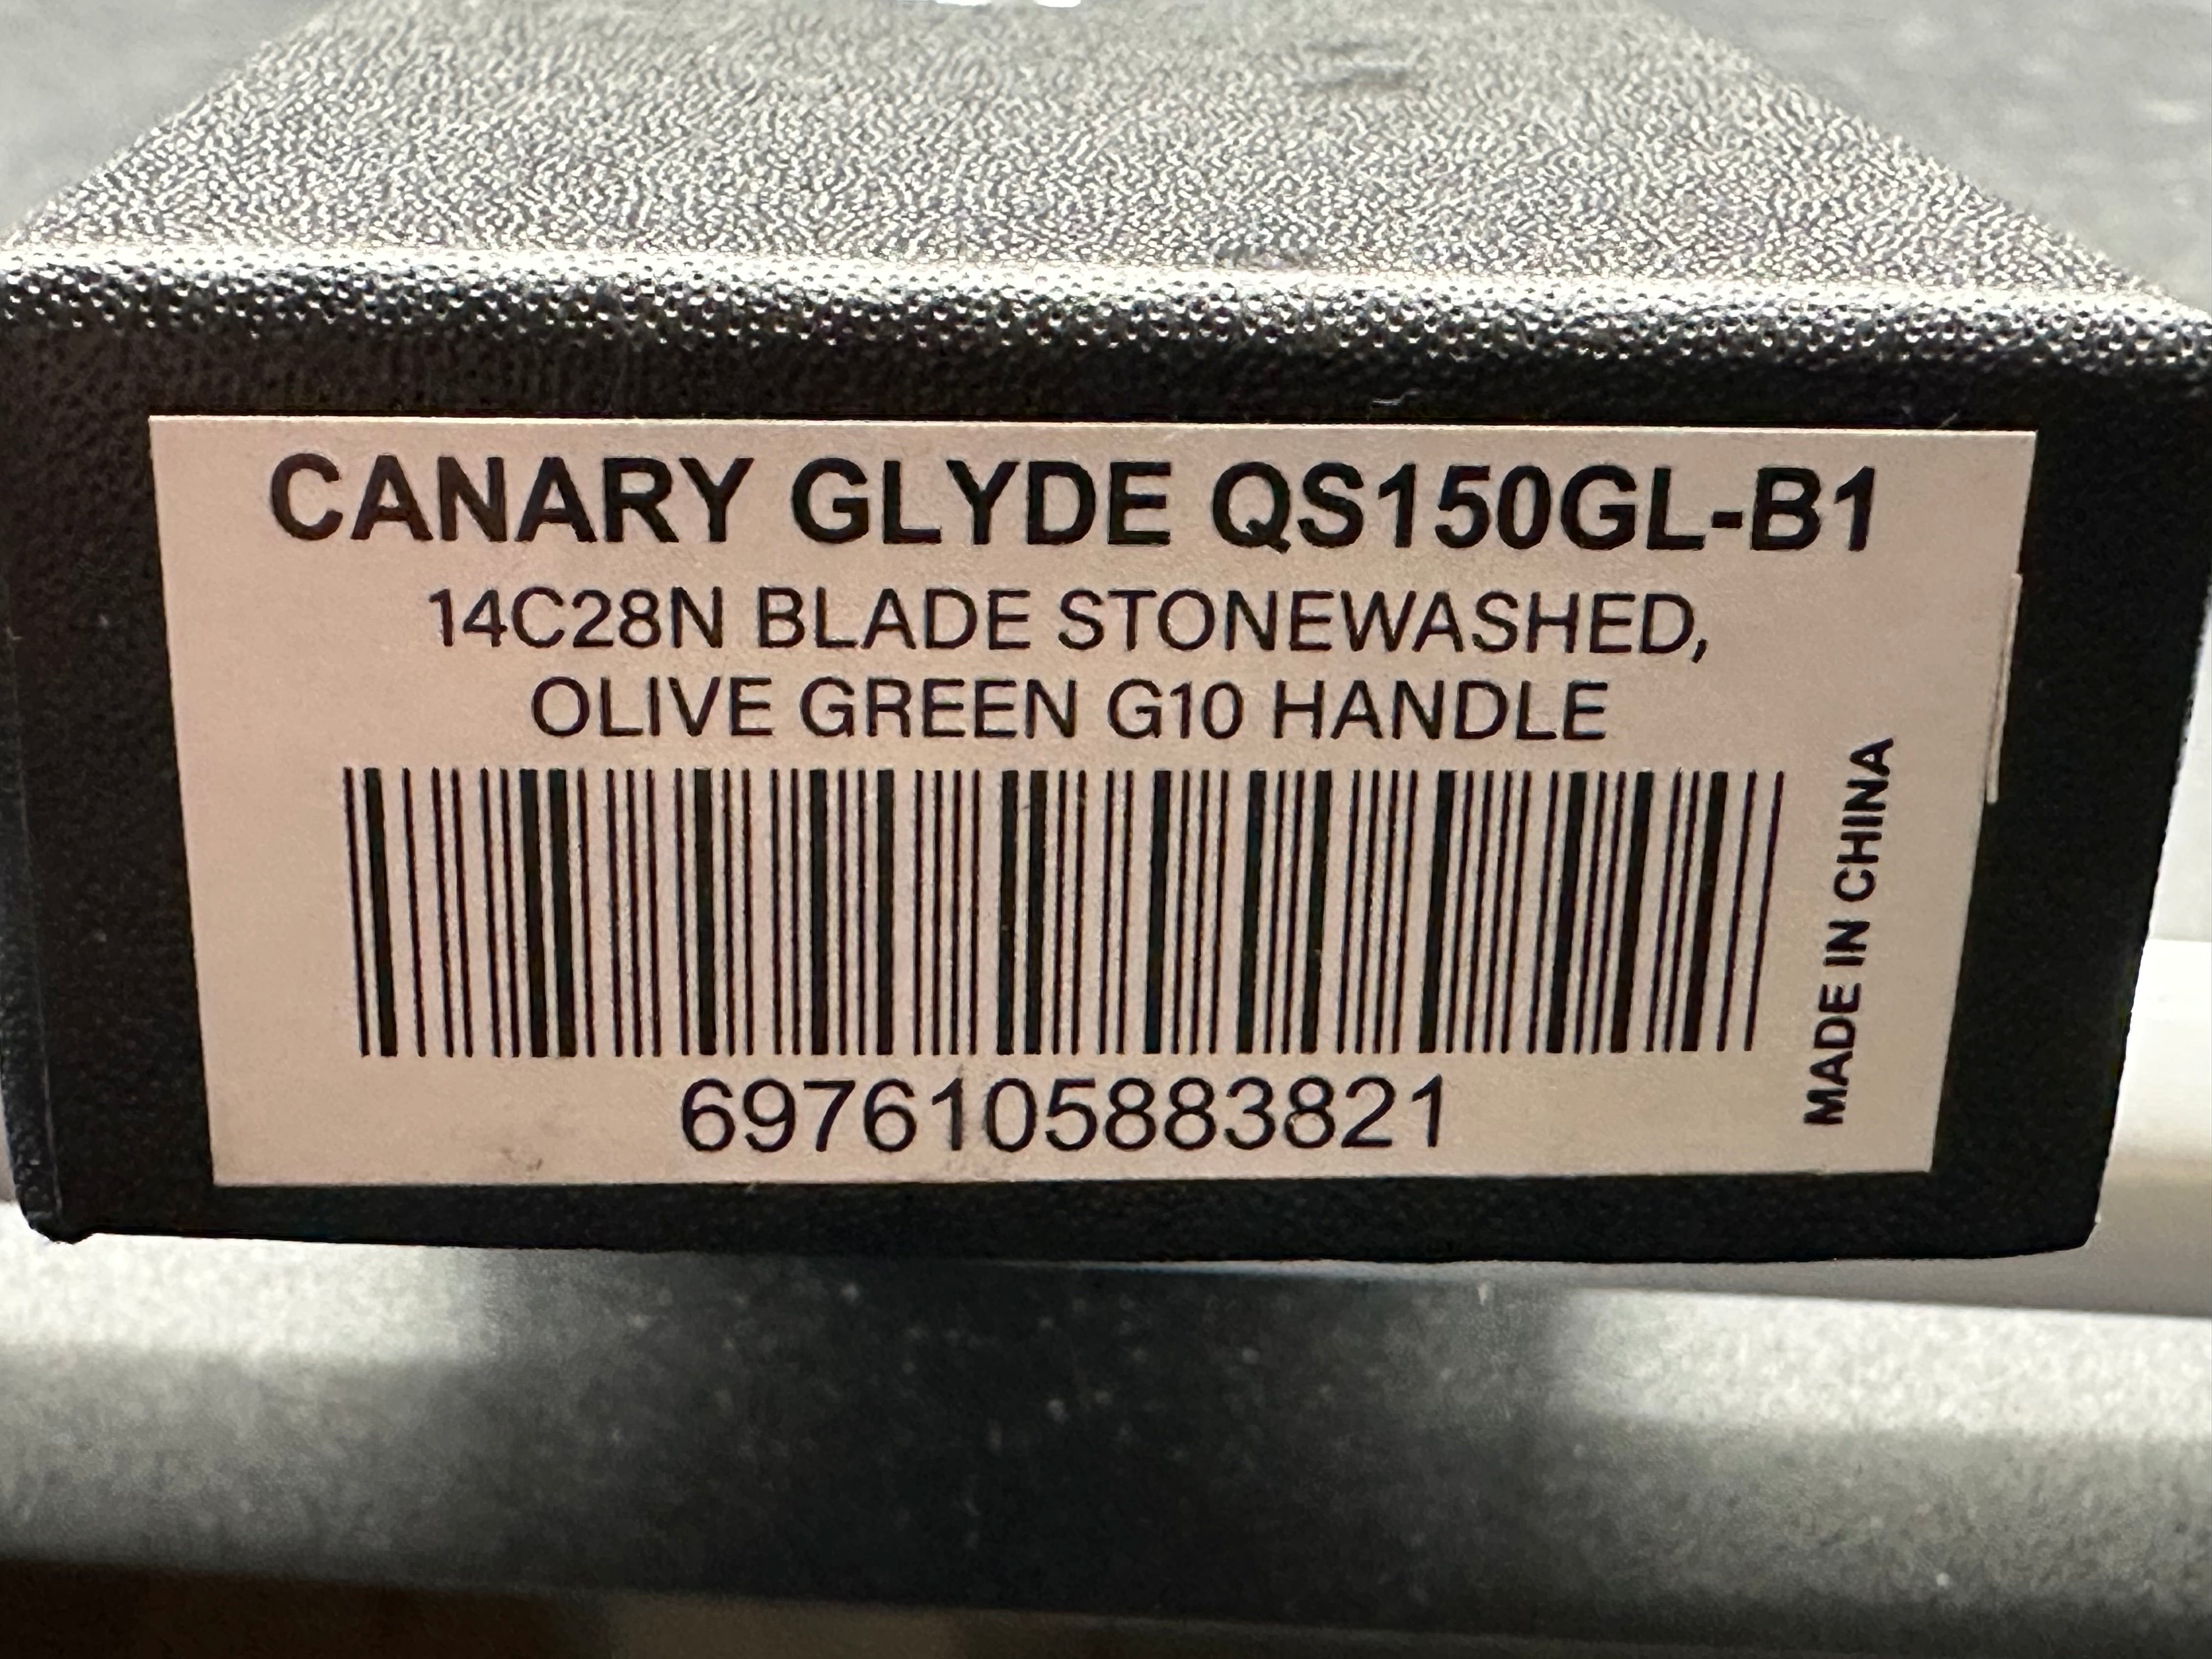 CANARY GLYDE QS150GL-B1
14C28N BLADE STONEWASHED,
OLIVE GREEN G10 HANDLE
6976105883821
MADE IN CHINA